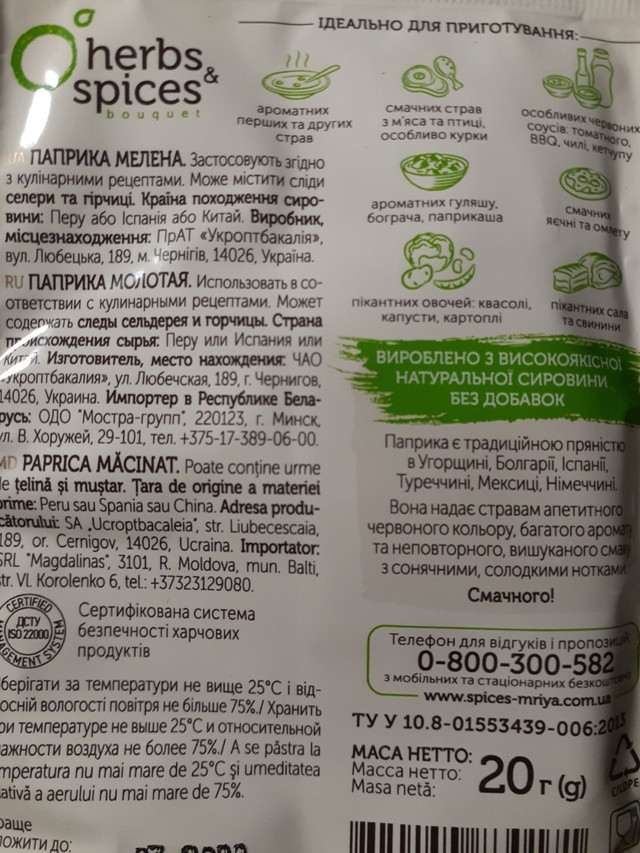 herbs
& spices
bouquet
UA ПАПРИКА МЕЛЕНА. Застосовують згідно
з кулінарними рецептами. Може містити сліди
селери та гірчиці. Країна походження сиро-
вини: Перу або Іспанія або Китай. Виробник,
місцезнаходження: ПрАТ «Укроптбакалія»,
вул. Любецька, 189, м. Чернігів, 14026, Україна.
RU ПАПРИКА МОЛОТАЯ. Использовать в со-
ответствии с кулинарными рецептами. Может
содержать следы сельдерея и горчицы. Страна
происхождения сырья: Перу или Испания или
Китай. Изготовитель, место нахождения: ЧАО
«Укроптбакалия», ул. Любечская, 189, г. Чернигов,
14026, Украина. Импортер в Республике Бела-
русь: ОДО "Мостра-групп", 220123, г. Минск,
ул. В. Хоружей, 29-101, тел. +375-17-389-06-00.
MD PAPRICA MĂCINAT. Poate conține urme
de țelină și muștar. Țara de origine a materiei
prime: Peru sau Spania sau China. Adresa produ-
cătorului: SA „Ucroptbacaleia", str. Liubecescaia,
189, or. Cernigov, 14026, Ucraina. Importator:
SRL "Magdalinas", 3101, R. Moldova, mun. Balti,
str. Vl. Korolenko 6, tel.: +37323129080.
CERTIFIED
ДСТУ
ISO 22000
MANAGEMENT SYSTEM
Сертифікована система
безпечності харчових
продуктів
Зберігати за температури не вище 25°C і від-
носній вологості повітря не більше 75%./ Хранить
при температуре не выше 25°C и относительной
влажности воздуха не более 75%./ A se păstra la
temperatura nu mai mare de 25°C și umeditatea
relativă a aerului nu mai mare de 75%.
ІДЕАЛЬНО ДЛЯ ПРИГОТУВАННЯ:
ароматних
перших та других
страв
смачних страв
з м'яса та птиці,
особливо курки
особливих червоних
соусів: томатного,
BBQ, чилі, кетчупу
ароматних гуляшу,
бограча, паприкаша
смачних
яєчні та омлету
пікантних овочей: квасолі,
капусти, картоплі
пікантних сала
та свинини
ВИРОБЛЕНО З ВИСОКОЯКІСНОЇ
НАТУРАЛЬНОЇ СИРОВИНИ
БЕЗ ДОБАВОК
Паприка є традиційною пряністю
в Угорщині, Болгарії, Іспанії,
Туреччині, Мексиці, Німеччині.
Вона надає стравам апетитного
червоного кольору, багатого аромату
та неповторного, вишуканого смаку
з сонячними, солодкими нотками.
Смачного!
Телефон для відгуків і пропозицій
0-800-300-582
з мобільних та стаціонарних безкоштовно
www.spices-mriya.com.ua
ТУ У 10.8-01553439-006:2013
МАСА НЕТТО:
Масса нетто:
Masa netă:
20 г (g)